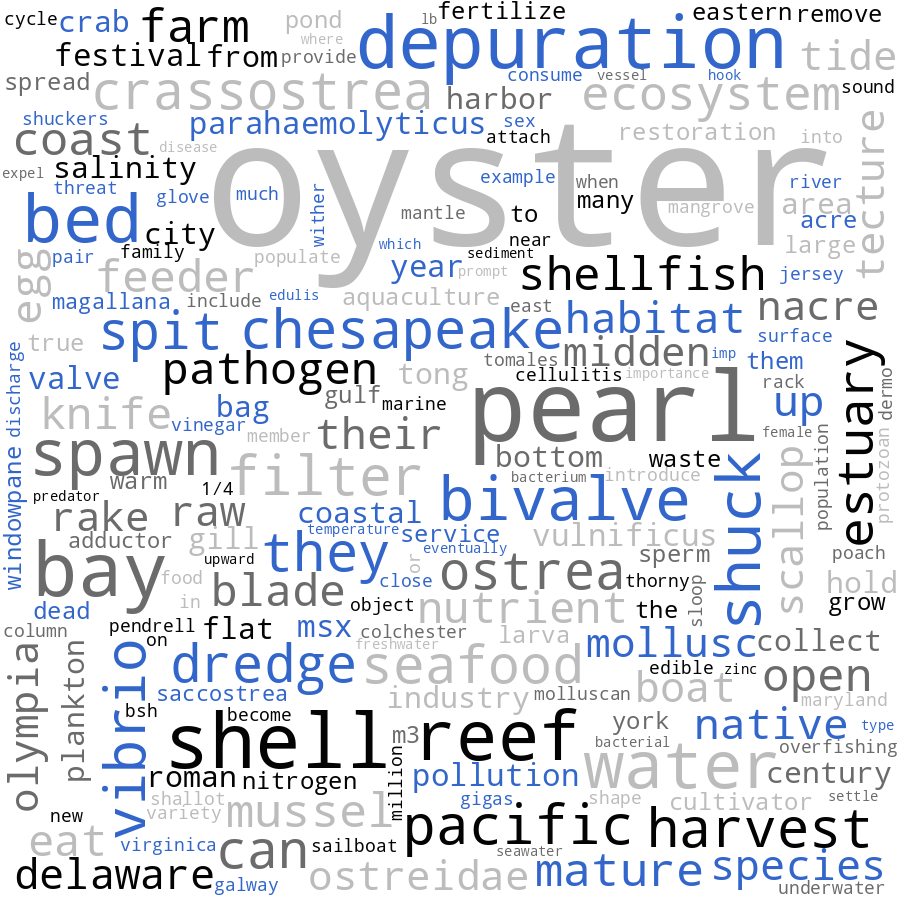 cycle crab farm pond lb fertilize eastern remove
where
festival from provide depuration tide
spread crassostrea consume vessel hook ecosystem sound
harbor
shuckers parahaemolyticus sex
coast disease attach restoration into
expel salinity oyster tecture
threat glove much wither example when river
bed mantle many mangrove area
city to acre
pair family populate which near large
egg feeder year sediment prompt shellfish jersey
magallana include edulis aquaculture east nacre
true spit chesapeake habitat surface
discharge pathogen tomales midden imp them
valve tong cellulitis importance rack
knife bag gulf marine pearl up dermo
vinegar member their female
windowpane spawn bottom waste estuary
warm filter bacterium introduce population protozoan
predator 1/4 bivalve shuck scallop
rake raw coastal
adductor gill temperature service vulnificus
bay upward they eventually or sperm poach
food close ostrea thorny hold
in blade object nutrient the sloop grow
dead
column pendrell flat msx colchester larva mollusc collect
on freshwater
olympia plankton vibrio dredge seafood edible zinc open
saccostrea industry molluscan boat maryland
bsh become
shell m3 reef york native type
bacterial overfishing
roman nitrogen million pollution water century
shallot gigas shape cultivator settle
new variety mussel pacific harvest
eat virginica can sailboat seawater
delaware galway ostreidae mature species
underwater